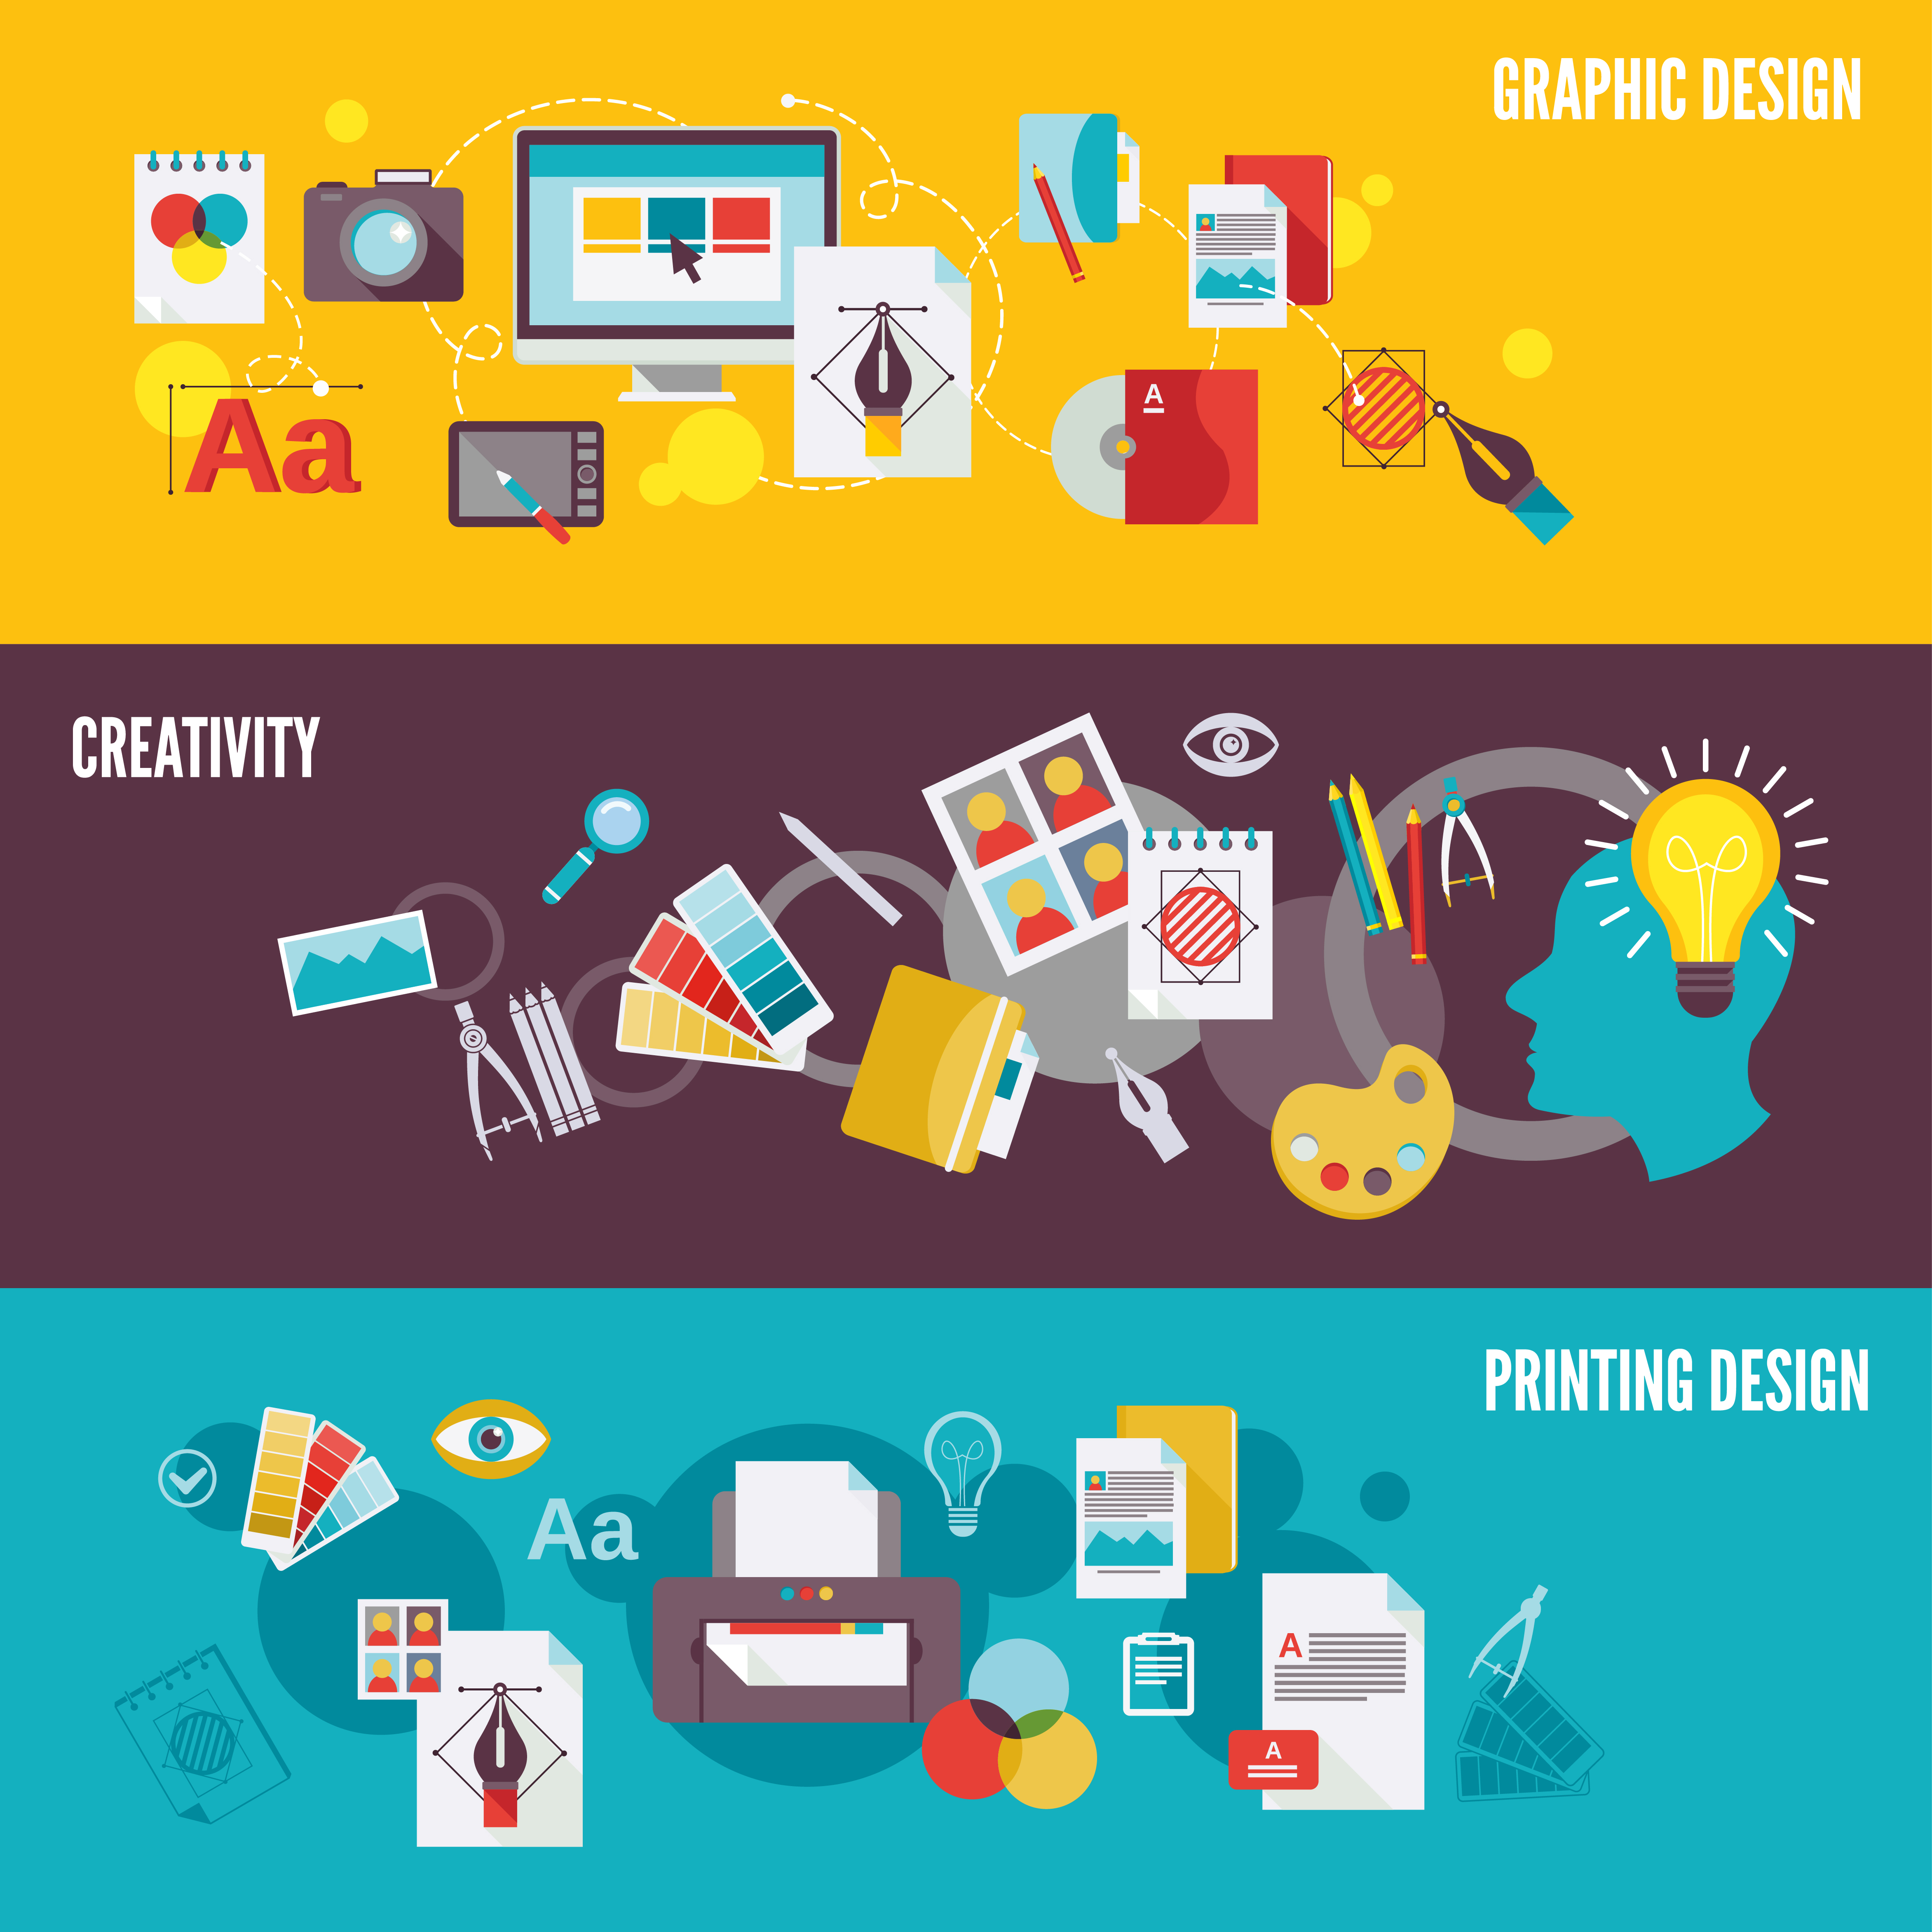 GRAPHIC DESIGN
Aa
A
CREATIVITY
PRINTING DESIGN
Aa
A
A